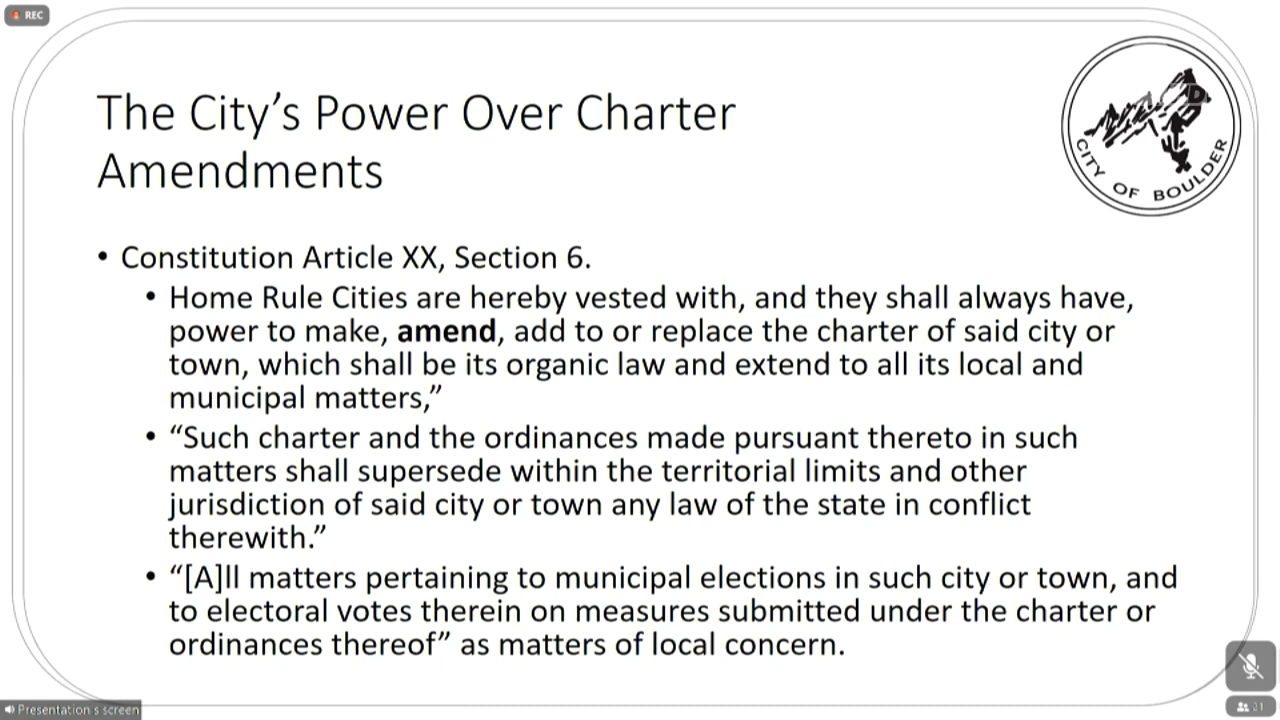 REC
The City’s Power Over Charter
Amendments
CITY OF BOULDER
• Constitution Article XX, Section 6.
• Home Rule Cities are hereby vested with, and they shall always have,
power to make, amend, add to or replace the charter of said city or
town, which shall be its organic law and extend to all its local and
municipal matters,”
• “Such charter and the ordinances made pursuant thereto in such
matters shall supersede within the territorial limits and other
jurisdiction of said city or town any law of the state in conflict
therewith.”
• “[A]ll matters pertaining to municipal elections in such city or town, and
to electoral votes therein on measures submitted under the charter or
ordinances thereof” as matters of local concern.
Presentation s screen
21